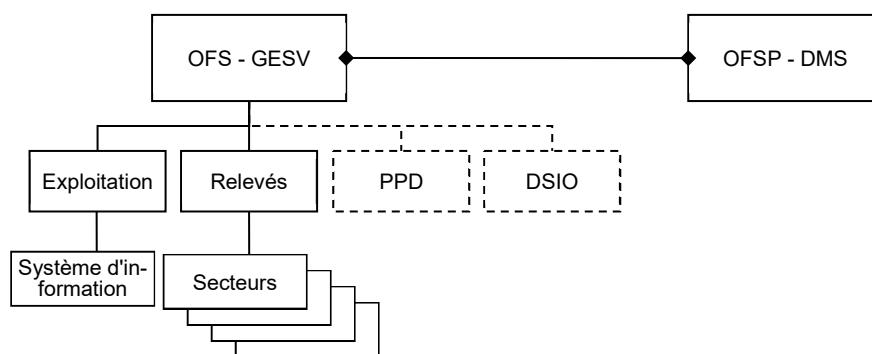 OFS - GESV
OFSP - DMS
Exploitation
Relevés
PPD
DSIO
Système d'in-
formation
Secteurs